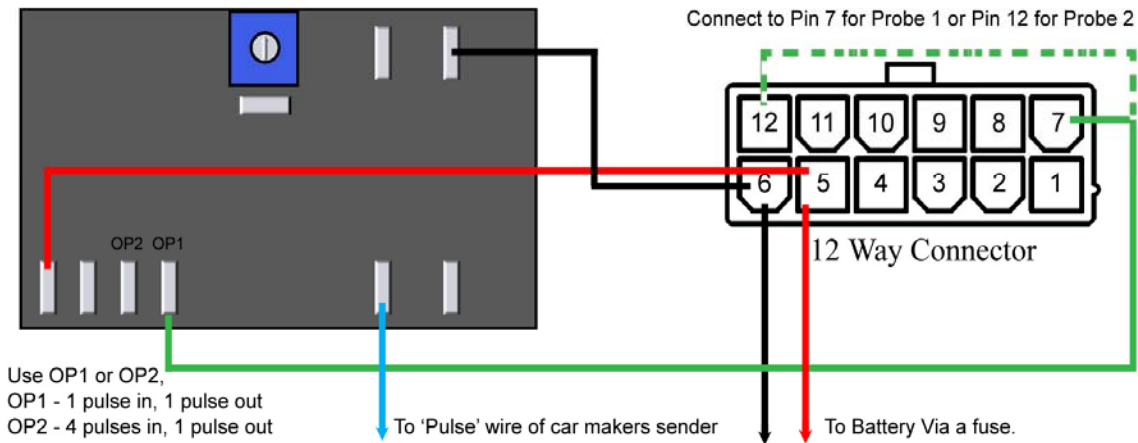 Connect to Pin 7 for Probe 1 or Pin 12 for Probe 2
12 11 10 9 8 7
6 5 4 3 2 1
12 Way Connector
OP2 OP1
Use OP1 or OP2,
OP1 - 1 pulse in, 1 pulse out
OP2 - 4 pulses in, 1 pulse out
To ‘Pulse’ wire of car makers sender
To Battery Via a fuse.